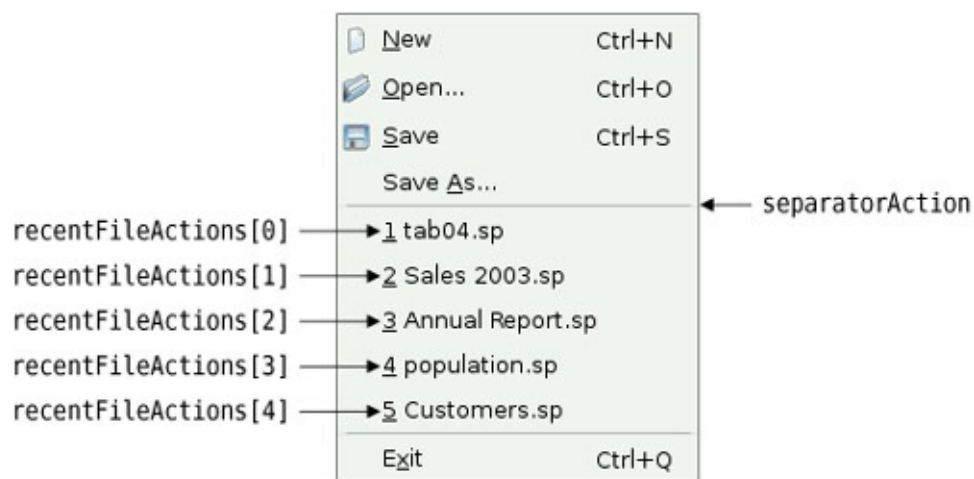 New Ctrl+N
Open... Ctrl+O
Save Ctrl+S
Save As...
separatorAction
recentFileActions[0] 1 tab04.sp
recentFileActions[1] 2 Sales 2003.sp
recentFileActions[2] 3 Annual Report.sp
recentFileActions[3] 4 population.sp
recentFileActions[4] 5 Customers.sp
Exit Ctrl+Q